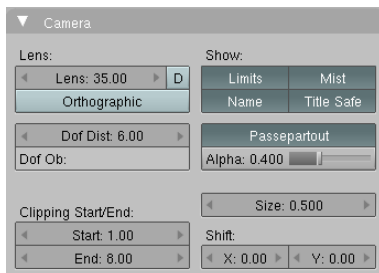 Camera
Lens:
Lens: 35.00
D
Orthographic
Dof Dist: 6.00
Dof Ob:
Clipping Start/End:
Start: 1.00
End: 8.00
Show:
Limits
Mist
Name
Title Safe
Passepartout
Alpha: 0.400
Size: 0.500
Shift:
X: 0.00
Y: 0.00